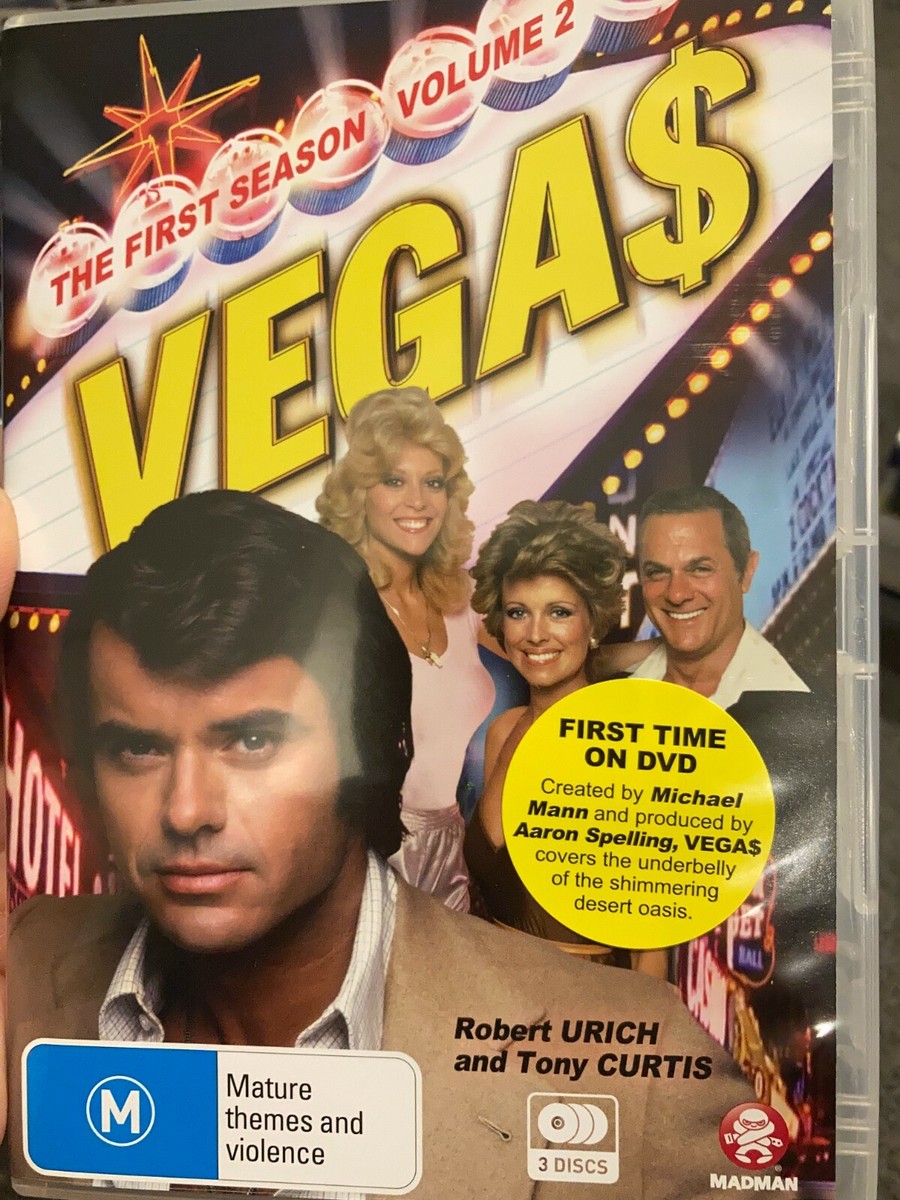 THE FIRST SEASON VOLUME 2
VEGA$
HOTEL
FIRST TIME
ON DVD
Created by Michael
Mann and produced by
Aaron Spelling, VEGA$
covers the underbelly
of the shimmering
desert oasis.
Robert URICH
and Tony CURTIS
M
Mature
themes and
violence
3 DISCS
MADMAN